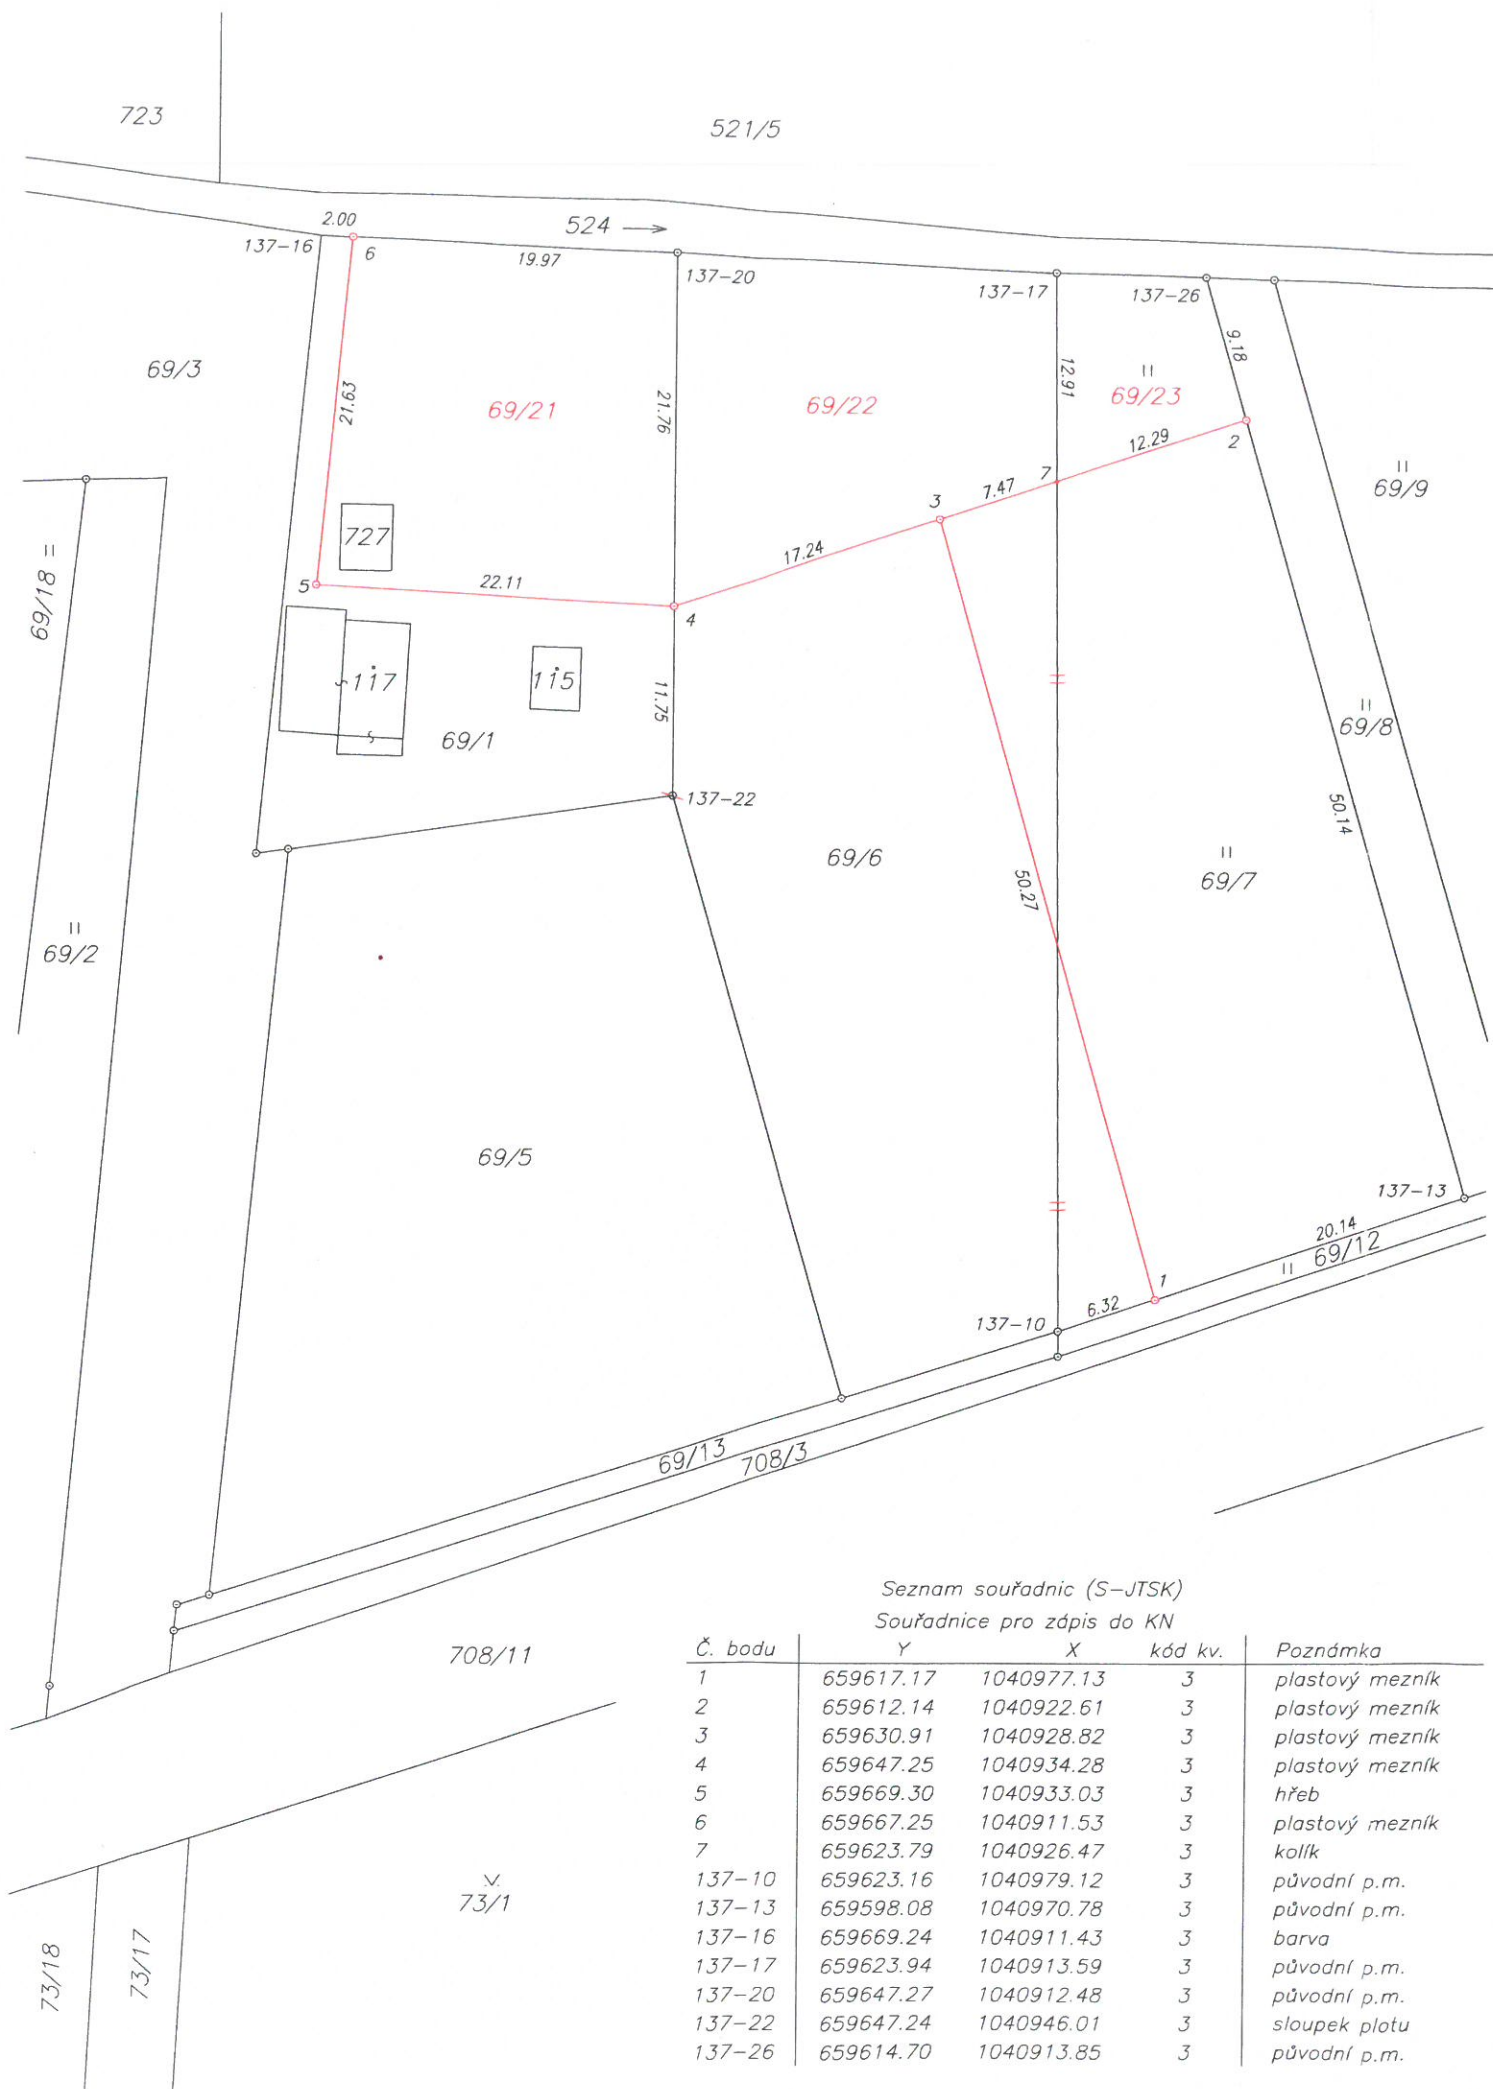 723
521/5
2.00
524
137-16
6
19.97
137-20
137-17
137-26
69/3
21.63
69/21
21.76
69/22
12.91
II
69/23
9.18
12.29
2
7
7.47
3
II
69/9
727
17.24
5
22.11
4
69/18 =
117
115
11.75
69/1
II
69/8
137-22
50.14
69/6
II
69/7
50.27
II
69/2
69/5
137-13
20.14
69/12
II
1
6.32
137-10
69/13
708/3
708/11
73/1
73/18
73/17
Seznam souřadnic (S-JTSK)
Souřadnice pro zápis do KN
Č. bodu Y X kód kv. Poznámka
1 659617.17 1040977.13 3 plastový mezník
2 659612.14 1040922.61 3 plastový mezník
3 659630.91 1040928.82 3 plastový mezník
4 659647.25 1040934.28 3 plastový mezník
5 659669.30 1040933.03 3 hřeb
6 659667.25 1040911.53 3 plastový mezník
7 659623.79 1040926.47 3 kolík
137-10 659623.16 1040979.12 3 původní p.m.
137-13 659598.08 1040970.78 3 původní p.m.
137-16 659669.24 1040911.43 3 barva
137-17 659623.94 1040913.59 3 původní p.m.
137-20 659647.27 1040912.48 3 původní p.m.
137-22 659647.24 1040946.01 3 sloupek plotu
137-26 659614.70 1040913.85 3 původní p.m.